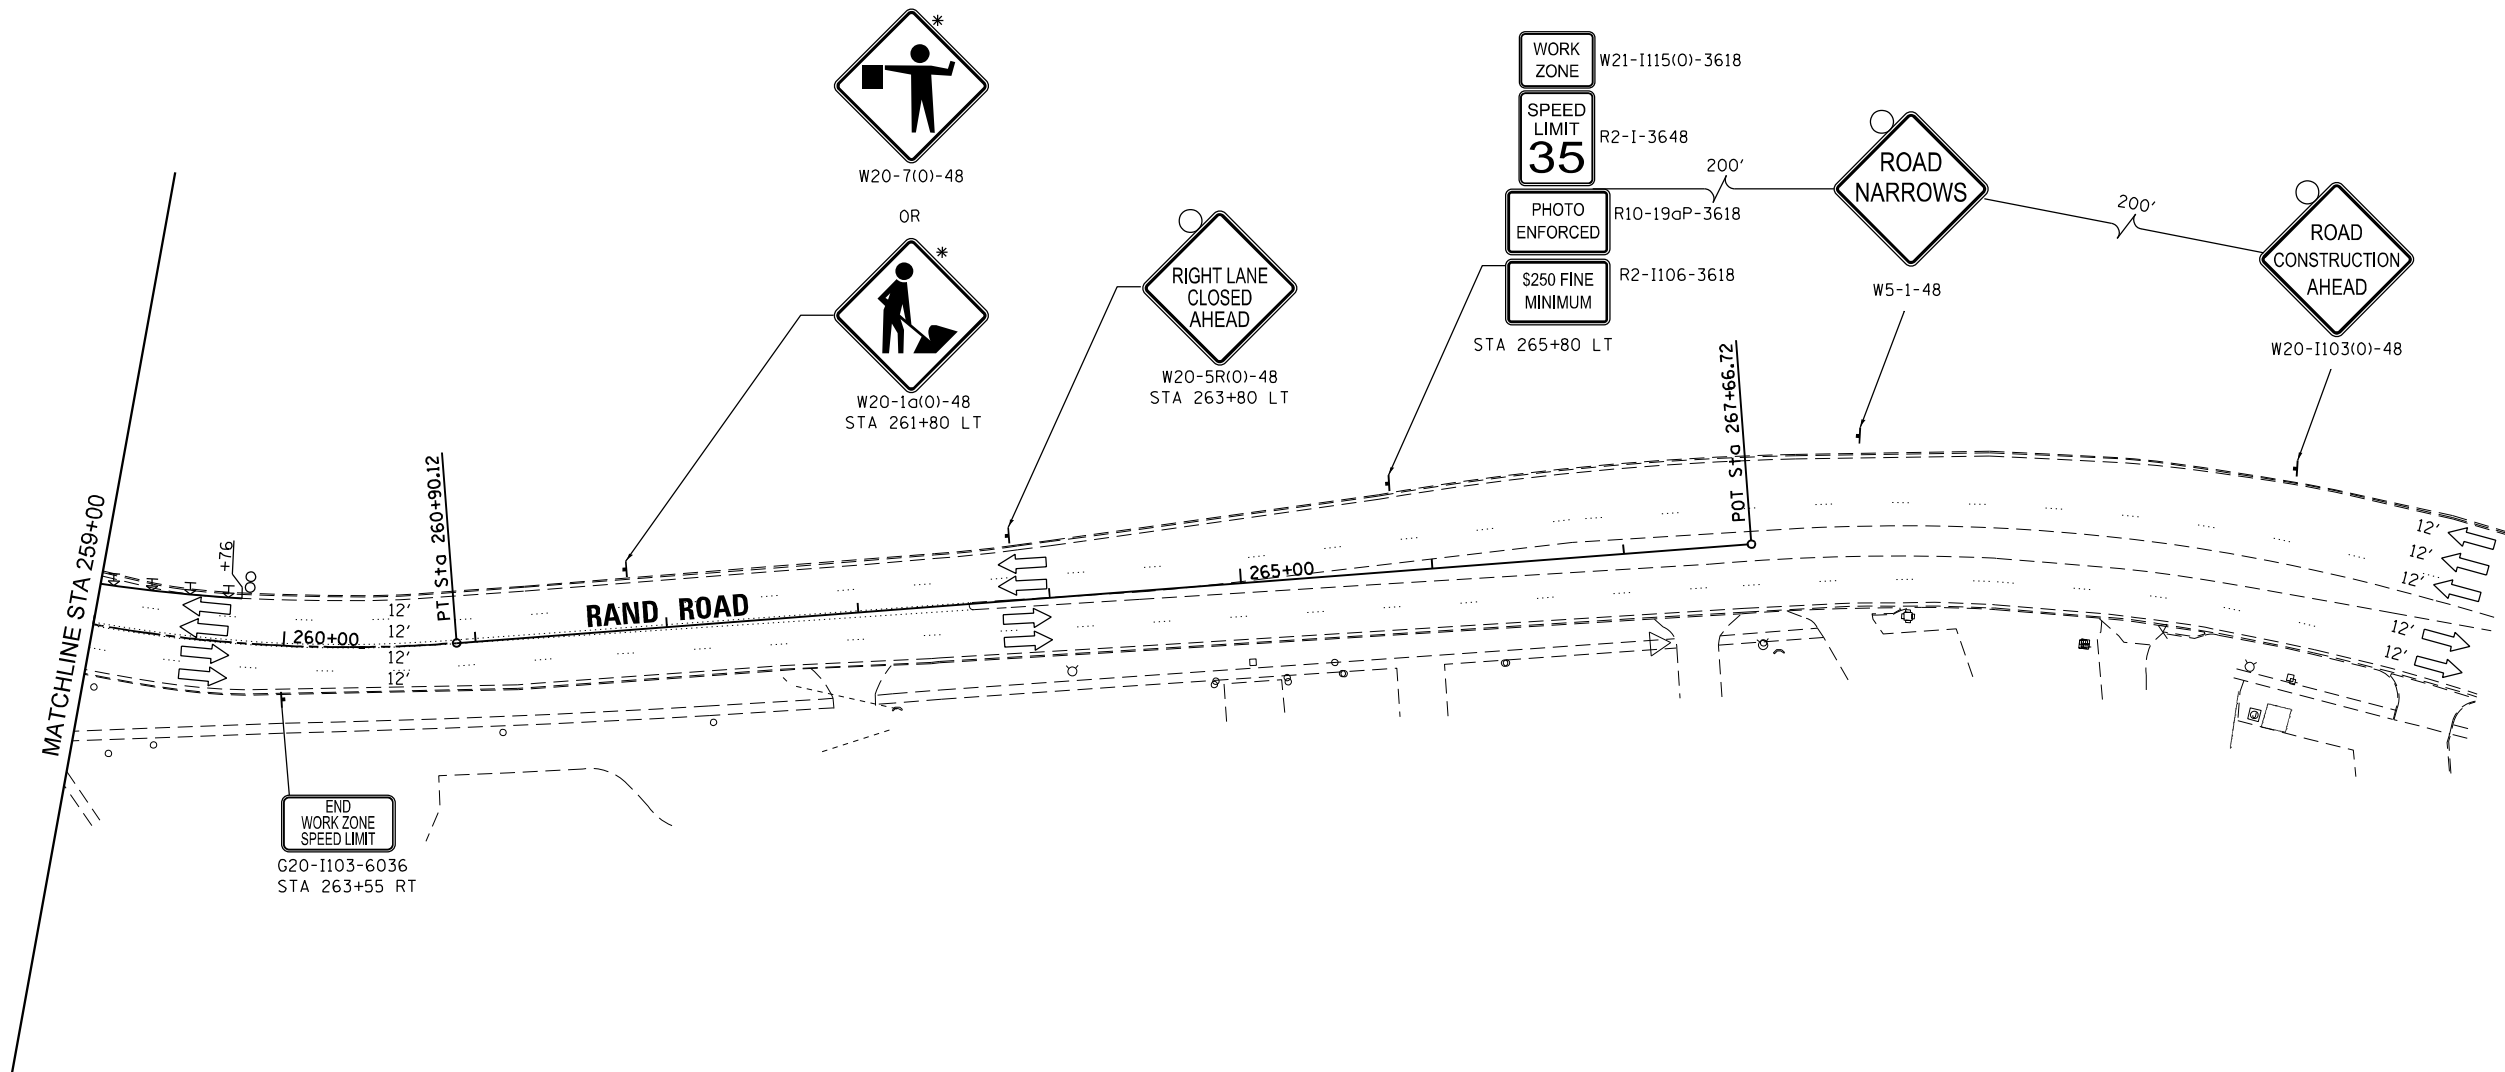 *
W20-7(O)-48
OR
*
W20-1a(O)-48
STA 261+80 LT
RIGHT LANE
CLOSED
AHEAD
W20-5R(O)-48
STA 263+80 LT
WORK
ZONE
W21-I115(O)-3618
SPEED
LIMIT
35
R2-I-3648
PHOTO
ENFORCED
R10-19aP-3618
$250 FINE
MINIMUM
R2-I106-3618
STA 265+80 LT
200'
ROAD
NARROWS
W5-1-48
200'
ROAD
CONSTRUCTION
AHEAD
W20-I103(O)-48
MATCHLINE STA 259+00
+76
PT Sta 260+90.12
POT Sta 267+66.72
260+00
RAND ROAD
265+00
12'
12'
12'
12'
12'
12'
12'
12'
12'
END
WORK ZONE
SPEED LIMIT
G20-I103-6036
STA 263+55 RT